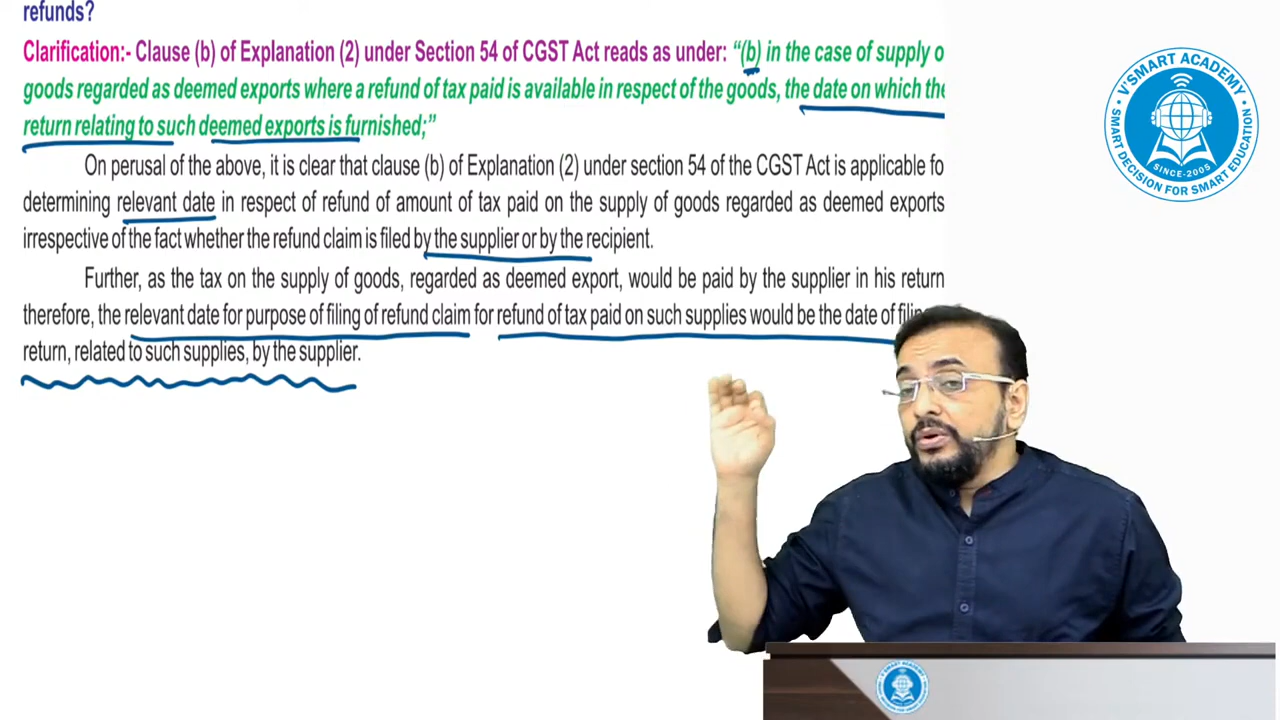 refunds?
Clarification:- Clause (b) of Explanation (2) under Section 54 of CGST Act reads as under: “(b) in the case of supply o
goods regarded as deemed exports where a refund of tax paid is available in respect of the goods, the date on which the
return relating to such deemed exports is furnished;”
On perusal of the above, it is clear that clause (b) of Explanation (2) under section 54 of the CGST Act is applicable fo
determining relevant date in respect of refund of amount of tax paid on the supply of goods regarded as deemed exports
irrespective of the fact whether the refund claim is filed by the supplier or by the recipient.
Further, as the tax on the supply of goods, regarded as deemed export, would be paid by the supplier in his return
therefore, the relevant date for purpose of filing of refund claim for refund of tax paid on such supplies would be the date of filin
return, related to such supplies, by the supplier.
V'SMART ACADEMY
SINCE-2005
SMART DECISION FOR SMART EDUCATION
V'SMART ACADEMY